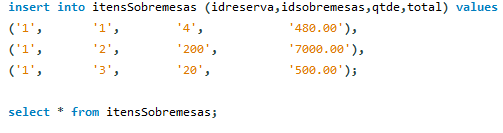 insert into itensSobremesas (idreserva,idsobremesas,qtde,total) values
('1', '1', '4', '480.00'),
('1', '2', '200', '7000.00'),
('1', '3', '20', '500.00');
select * from itensSobremesas;